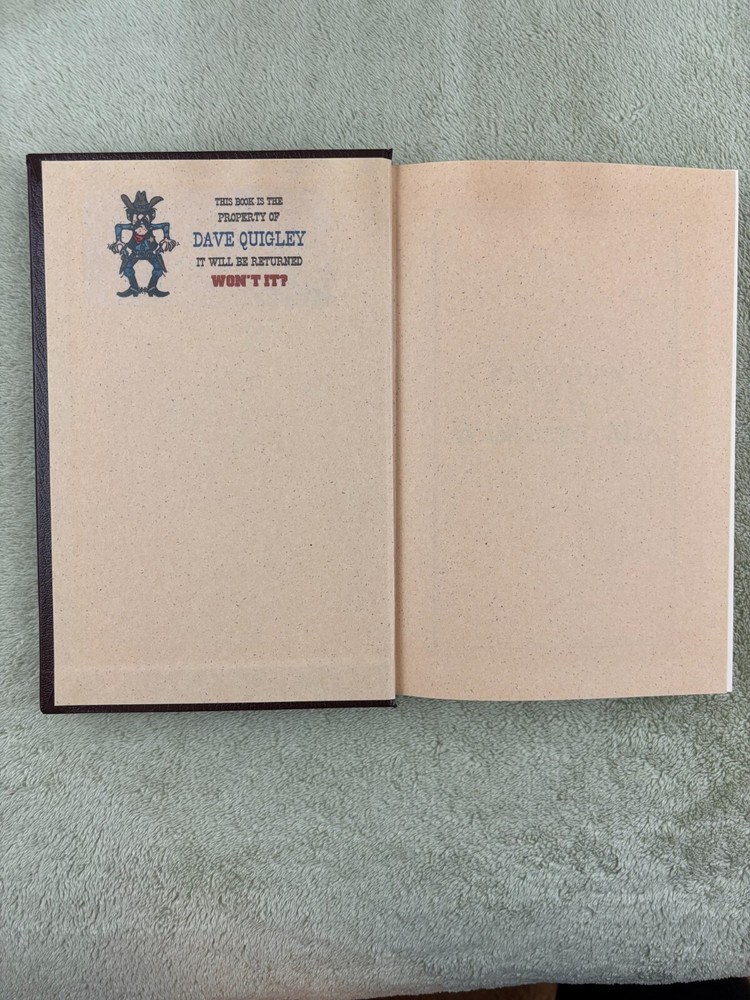 THIS BOOK IS THE
PROPERTY OF
DAVE QUIGLEY
IT WILL BE RETURNED
WON'T IT?